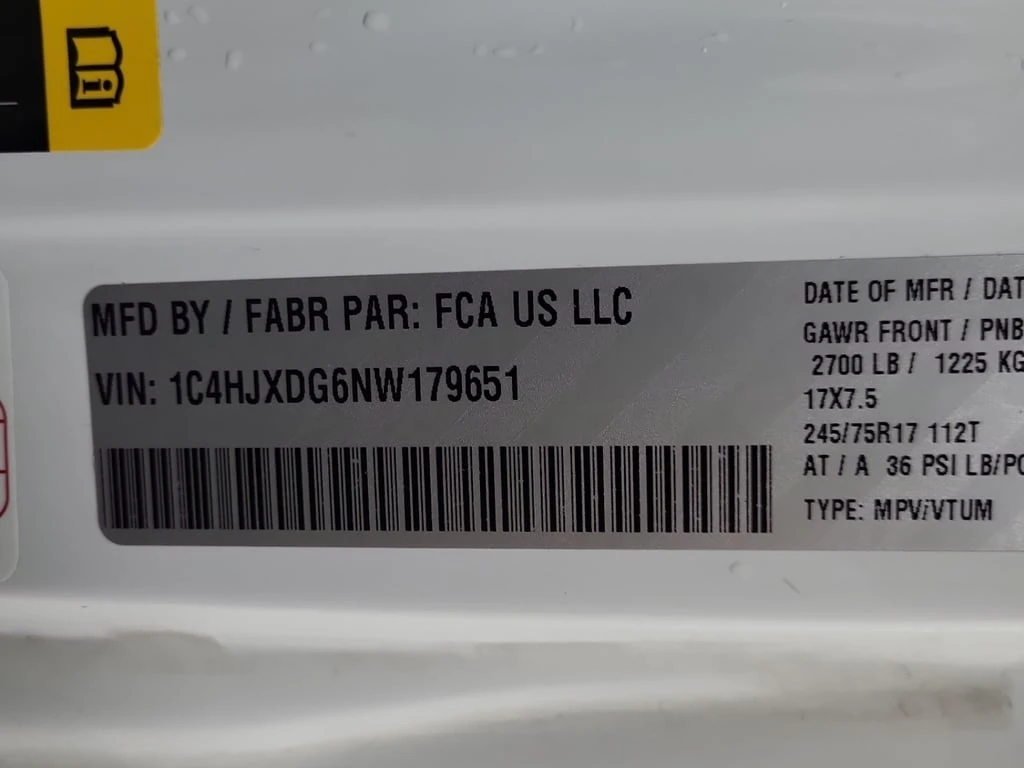 MFD BY / FABR PAR: FCA US LLC
VIN: 1C4HJXDG6NW179651
DATE OF MFR / DAT
GAWR FRONT / PNB
2700 LB / 1225 KG
17X7.5
245/75R17 112T
AT / A 36 PSI LB/PO
TYPE: MPV/VTUM